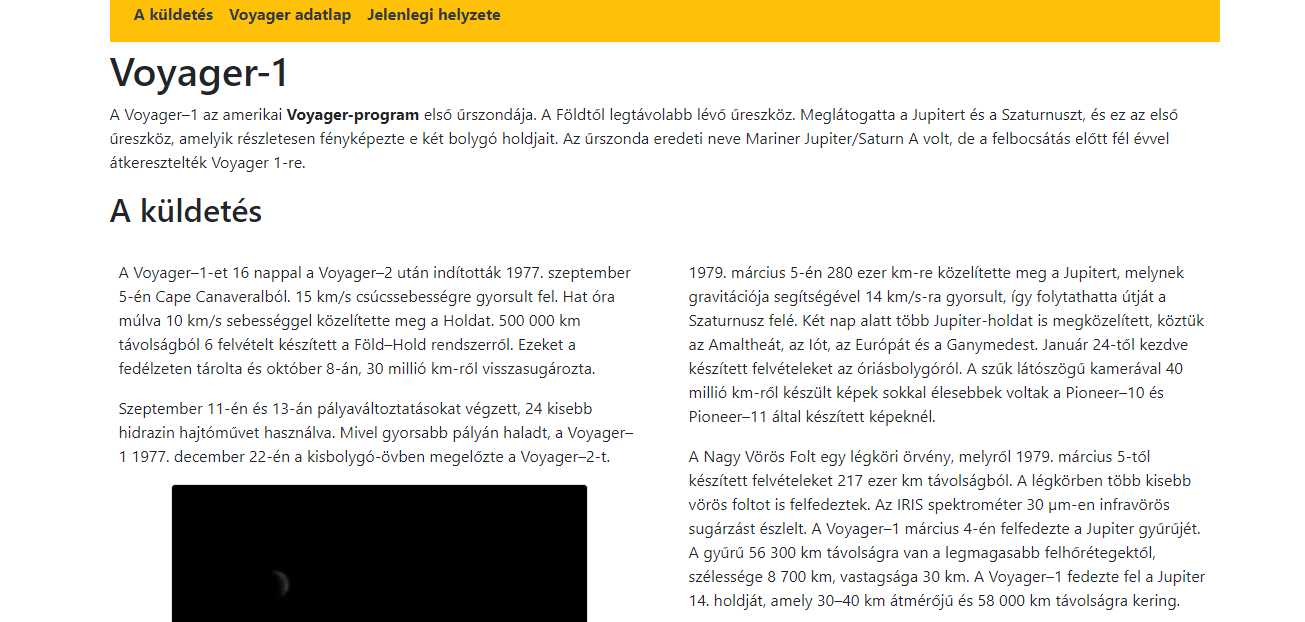 A küldetés Voyager adatlap Jelenlegi helyzete
Voyager-1
A Voyager–1 az amerikai Voyager-program első űrszondája. A Földtől legtávolabb lévő űreszköz. Meglátogatta a Jupitert és a Szaturnuszt, és ez az első
űreszköz, amelyik részletesen fényképezte e két bolygó holdjait. Az űrszonda eredeti neve Mariner Jupiter/Saturn A volt, de a felbocsátás előtt fél évvel
átkeresztelték Voyager 1-re.
A küldetés
A Voyager–1-et 16 nappal a Voyager–2 után indították 1977. szeptember
5-én Cape Canaveralból. 15 km/s csúcssebességre gyorsult fel. Hat óra
múlva 10 km/s sebességgel közelítette meg a Holdat. 500 000 km
távolságból 6 felvételt készített a Föld–Hold rendszerről. Ezeket a
fedélzeten tárolta és október 8-án, 30 millió km-ről visszasugározta.
Szeptember 11-én és 13-án pályaváltoztatásokat végzett, 24 kisebb
hidrazin hajtóművet használva. Mivel gyorsabb pályán haladt, a Voyager–
1 1977. december 22-én a kisbolygó-övben megelőzte a Voyager–2-t.
1979. március 5-én 280 ezer km-re közelítette meg a Jupitert, melynek
gravitációja segítségével 14 km/s-ra gyorsult, így folytathatta útját a
Szaturnusz felé. Két nap alatt több Jupiter-holdat is megközelített, köztük
az Amaltheát, az Iót, az Európát és a Ganymedest. Január 24-től kezdve
készített felvételeket az óriásbolygóról. A szűk látószögű kamerával 40
millió km-ről készült képek sokkal élesebbek voltak a Pioneer–10 és
Pioneer–11 által készített képeknél.
A Nagy Vörös Folt egy légköri örvény, melyről 1979. március 5-től
készített felvételeket 217 ezer km távolságból. A légkörben több kisebb
vörös foltot is felfedeztek. Az IRIS spektrométer 30 µm-en infravörös
sugárzást észlelt. A Voyager–1 március 4-én felfedezte a Jupiter gyűrűjét.
A gyűrű 56 300 km távolságra van a legmagasabb felhőrétegektől,
szélessége 8 700 km, vastagsága 30 km. A Voyager–1 fedezte fel a Jupiter
14. holdját, amely 30–40 km átmérőjű és 58 000 km távolságra kering.